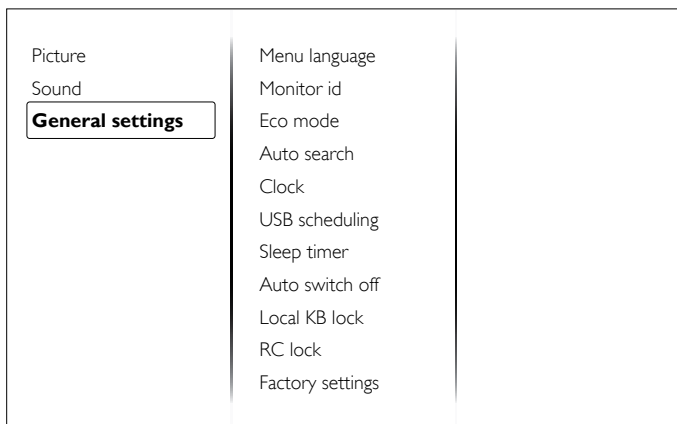 Picture
Sound
General settings
Menu language
Monitor id
Eco mode
Auto search
Clock
USB scheduling
Sleep timer
Auto switch off
Local KB lock
RC lock
Factory settings